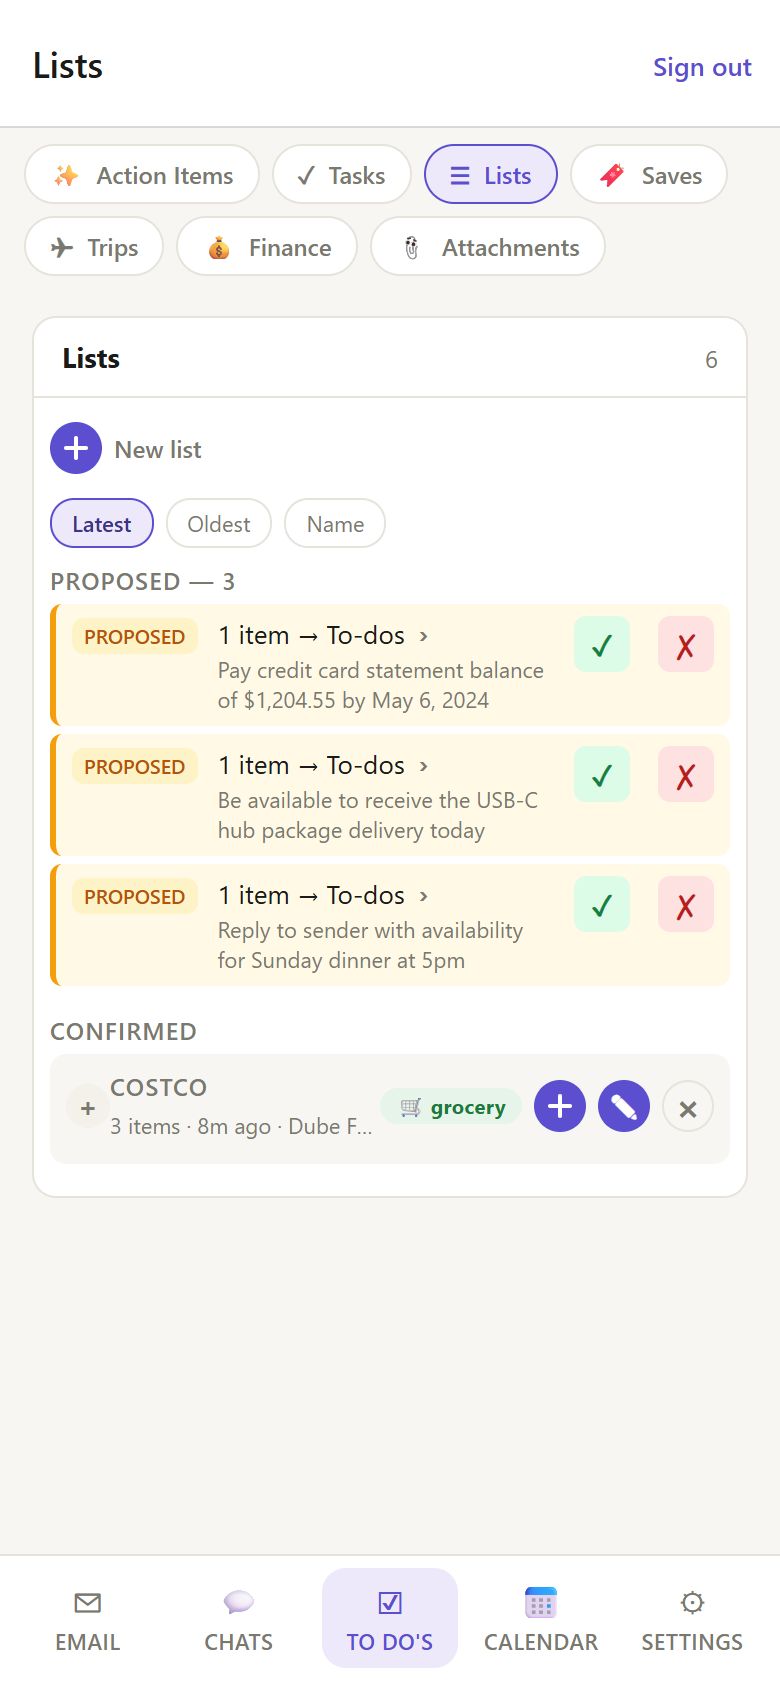 Lists
Sign out
Action Items
Tasks
Lists
Saves
Trips
Finance
Attachments
Lists
6
New list
Latest
Oldest
Name
PROPOSED — 3
PROPOSED
1 item → To-dos ›
Pay credit card statement balance
of $1,204.55 by May 6, 2024
PROPOSED
1 item → To-dos ›
Be available to receive the USB-C
hub package delivery today
PROPOSED
1 item → To-dos ›
Reply to sender with availability
for Sunday dinner at 5pm
CONFIRMED
COSTCO
3 items · 8m ago · Dube F...
grocery
EMAIL
CHATS
TO DO'S
CALENDAR
SETTINGS